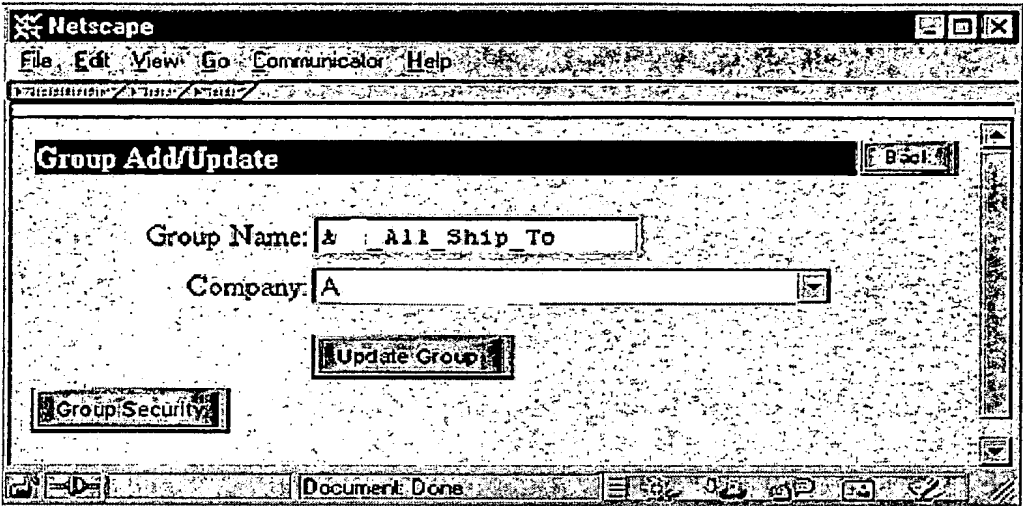 Netscape
File Edit View Go Communicator Help
Group Add/Update Back
Group Name: A _All_Ship_To
Company: A
Update Group
Group Security
Document: Done